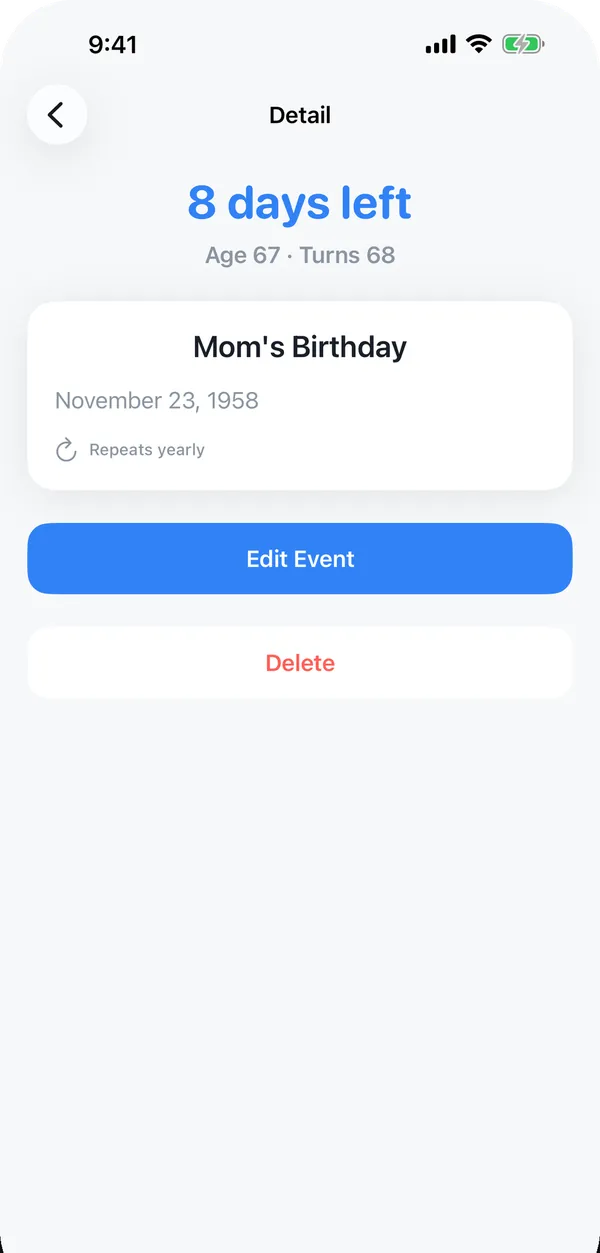 9:41
Detail
8 days left
Age 67 · Turns 68
Mom's Birthday
November 23, 1958
Repeats yearly
Edit Event
Delete